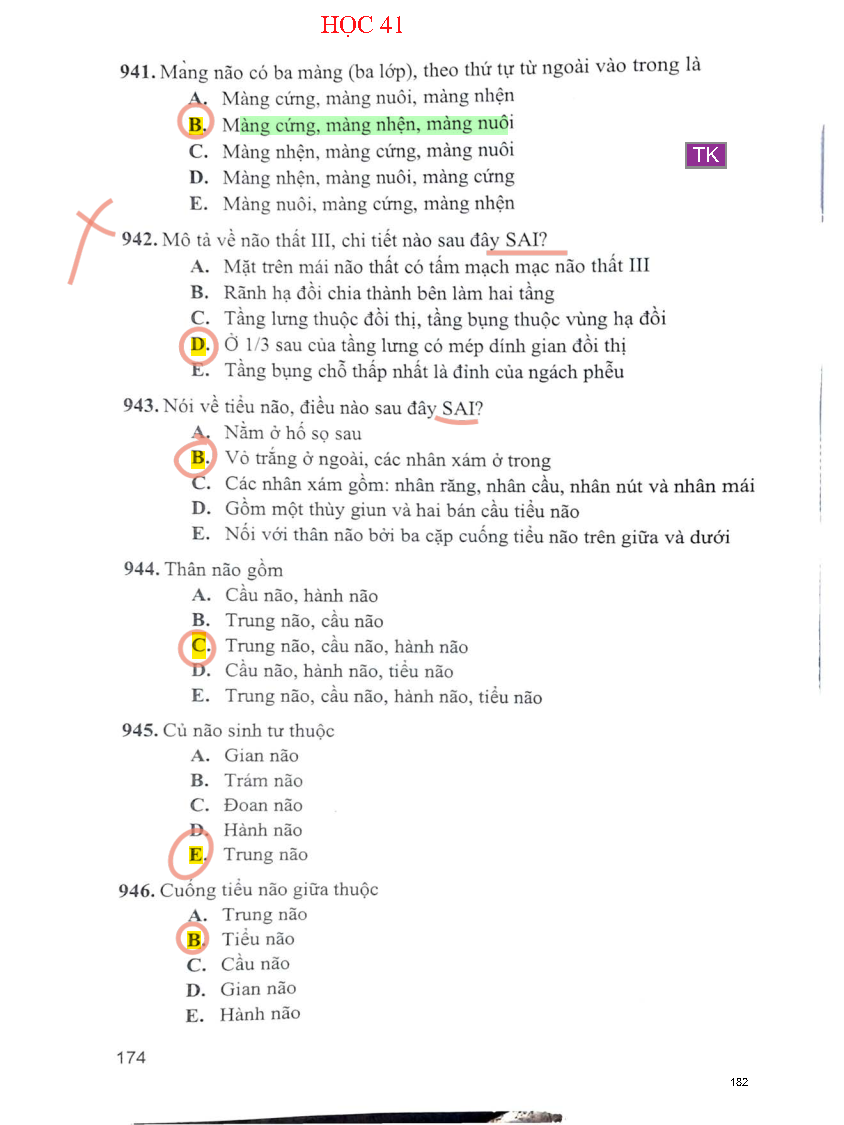 HỌC 41
941. Màng não có ba màng (ba lớp), theo thứ tự từ ngoài vào trong là
A. Màng cứng, màng nuôi, màng nhện
B. Màng cứng, màng nhện, màng nuôi
C. Màng nhện, màng cứng, màng nuôi
TK
D. Màng nhện, màng nuôi, màng cứng
E. Màng nuôi, màng cứng, màng nhện
942. Mô tả về não thất III, chi tiết nào sau đây SAI?
A. Mặt trên mái não thất có tấm mạch mạc não thất III
B. Rãnh hạ đồi chia thành bên làm hai tầng
C. Tầng lưng thuộc đồi thị, tầng bụng thuộc vùng hạ đồi
D. Ở 1/3 sau của tầng lưng có mép dính gian đồi thị
E. Tầng bụng chỗ thấp nhất là đỉnh của ngách phễu
943. Nói về tiểu não, điều nào sau đây SAI?
A. Nằm ở hố sọ sau
B. Vỏ trắng ở ngoài, các nhân xám ở trong
C. Các nhân xám gồm: nhân răng, nhân cầu, nhân nút và nhân mái
D. Gồm một thùy giun và hai bán cầu tiểu não
E. Nối với thân não bởi ba cặp cuống tiểu não trên giữa và dưới
944. Thân não gồm
A. Cầu não, hành não
B. Trung não, cầu não
C. Trung não, cầu não, hành não
D. Cầu não, hành não, tiểu não
E. Trung não, cầu não, hành não, tiểu não
945. Củ não sinh tư thuộc
A. Gian não
B. Trám não
C. Đoan não
D. Hành não
E. Trung não
946. Cuống tiểu não giữa thuộc
A. Trung não
B. Tiểu não
C. Cầu não
D. Gian não
E. Hành não
174
182